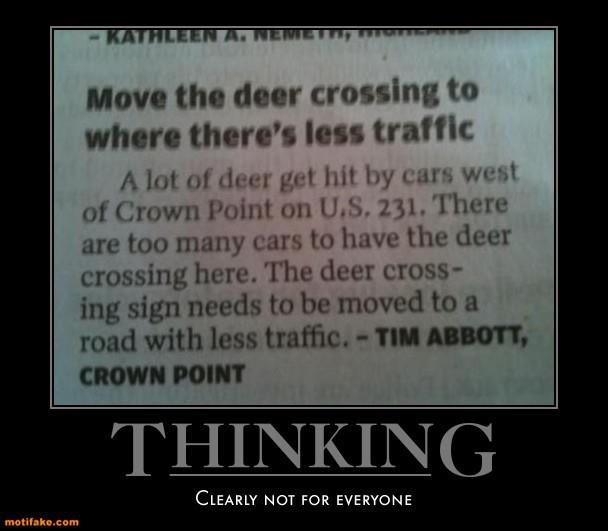 – KATHLEEN A. NEMETH, HIGHLAND
Move the deer crossing to
where there's less traffic
A lot of deer get hit by cars west
of Crown Point on U.S. 231. There
are too many cars to have the deer
crossing here. The deer cross-
ing sign needs to be moved to a
road with less traffic. – TIM ABBOTT,
CROWN POINT
THINKING
CLEARLY NOT FOR EVERYONE
motifake.com